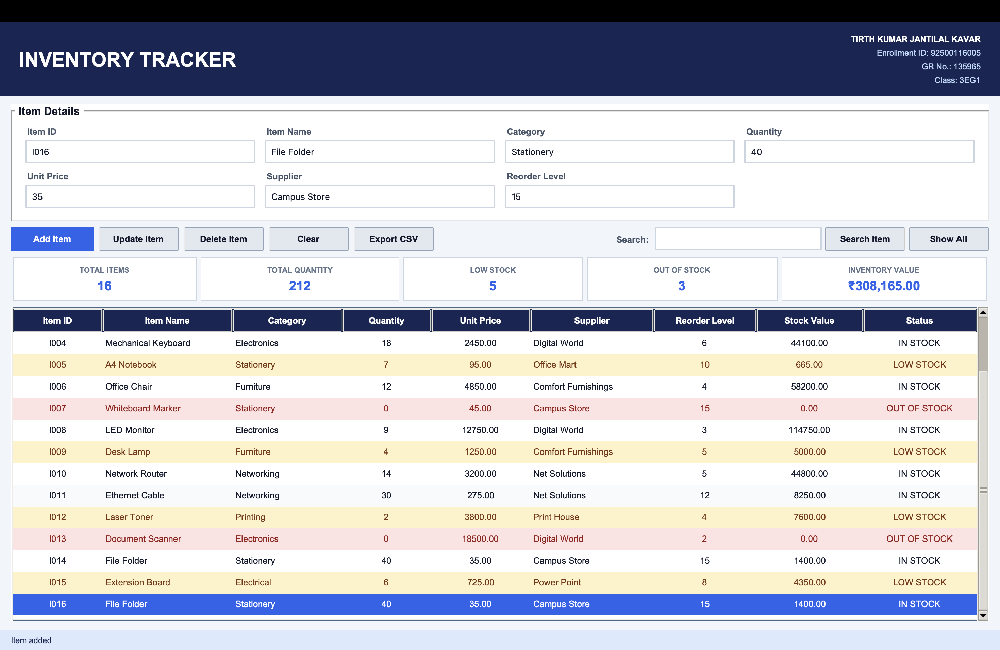 INVENTORY TRACKER
TIRTH KUMAR JANTILAL KAVAR
Enrollment ID: 92500116005
GR No.: 135965
Class: 3EG1
Item Details
Item ID Item Name Category Quantity
I016 File Folder Stationery 40
Unit Price Supplier Reorder Level
35 Campus Store 15
Add Item Update Item Delete Item Clear Export CSV Search: Search Item Show All
TOTAL ITEMS TOTAL QUANTITY LOW STOCK OUT OF STOCK INVENTORY VALUE
16 212 5 3 ₹308,165.00
Item ID Item Name Category Quantity Unit Price Supplier Reorder Level Stock Value Status
I004 Mechanical Keyboard Electronics 18 2450.00 Digital World 6 44100.00 IN STOCK
I005 A4 Notebook Stationery 7 95.00 Office Mart 10 665.00 LOW STOCK
I006 Office Chair Furniture 12 4850.00 Comfort Furnishings 4 58200.00 IN STOCK
I007 Whiteboard Marker Stationery 0 45.00 Campus Store 15 0.00 OUT OF STOCK
I008 LED Monitor Electronics 9 12750.00 Digital World 3 114750.00 IN STOCK
I009 Desk Lamp Furniture 4 1250.00 Comfort Furnishings 5 5000.00 LOW STOCK
I010 Network Router Networking 14 3200.00 Net Solutions 5 44800.00 IN STOCK
I011 Ethernet Cable Networking 30 275.00 Net Solutions 12 8250.00 IN STOCK
I012 Laser Toner Printing 2 3800.00 Print House 4 7600.00 LOW STOCK
I013 Document Scanner Electronics 0 18500.00 Digital World 2 0.00 OUT OF STOCK
I014 File Folder Stationery 40 35.00 Campus Store 15 1400.00 IN STOCK
I015 Extension Board Electrical 6 725.00 Power Point 8 4350.00 LOW STOCK
I016 File Folder Stationery 40 35.00 Campus Store 15 1400.00 IN STOCK
Item added